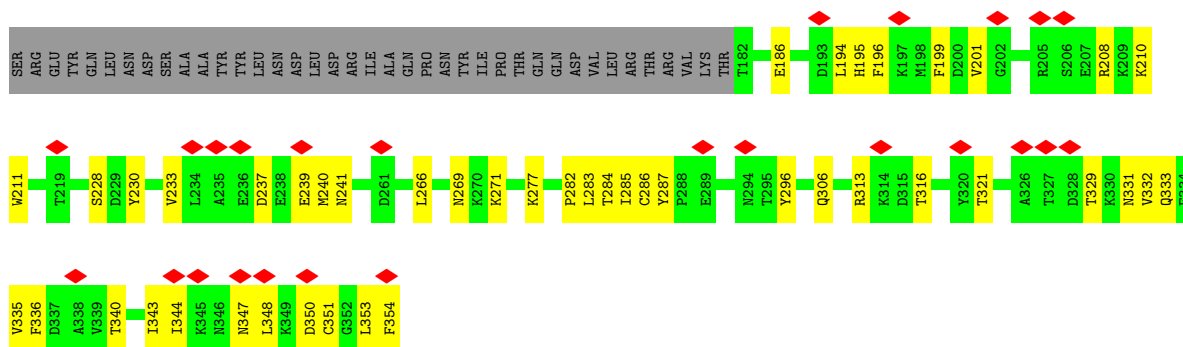 SER ARG GLU TYR GLN LEU ASN ASP SER ALA ALA TYR TYR LEU ASN ASP LEU ASP ARG ILE ALA GLN PRO ASN TYR ILE PRO THR GLN GLN ASP VAL LEU ARG THR ARG VAL LYS THR T182 E186 D193 L194 H195 F196 K197 M198 F199 D200 V201 G202 R205 S206 E207 R208 K209 K210
W211 T219 S228 D229 Y230 V233 L234 A235 E236 D237 E238 E239 M240 N241 D261 L266 N269 K270 K271 K277 P282 L283 T284 I285 C286 Y287 P288 E289 N294 T295 Y296 Q306 R313 K314 D315 T316 Y320 T321 A326 T327 D328 T329 K330 N331 V332 Q333
V335 F336 D337 A338 V339 T340 I343 I344 K345 N346 N347 L348 K349 D350 C351 G352 L353 F354